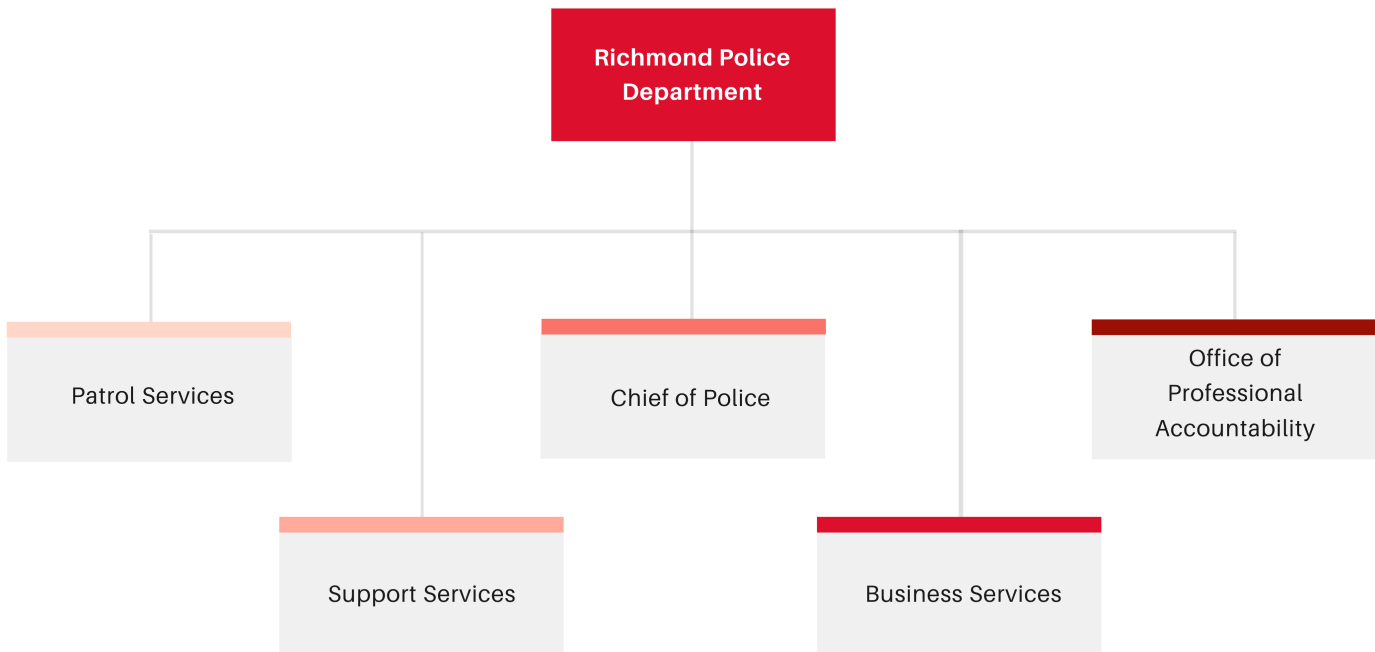 Richmond Police
Department
Patrol Services
Chief of Police
Office of
Professional
Accountability
Support Services
Business Services